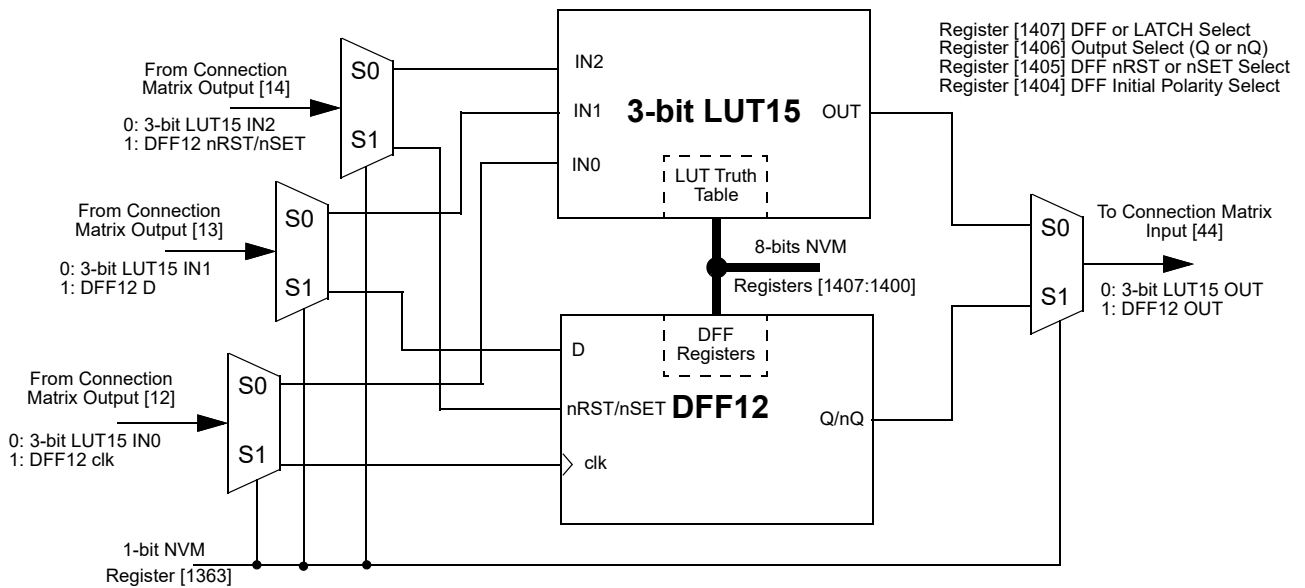 Register [1407] DFF or LATCH Select
Register [1406] Output Select (Q or nQ)
Register [1405] DFF nRST or nSET Select
Register [1404] DFF Initial Polarity Select
From Connection
Matrix Output [14]
0: 3-bit LUT15 IN2
1: DFF12 nRST/nSET
S0
S1
IN2
IN1
IN0
3-bit LUT15
OUT
LUT Truth
Table
From Connection
Matrix Output [13]
0: 3-bit LUT15 IN1
1: DFF12 D
S0
S1
8-bits NVM
Registers [1407:1400]
S0
S1
To Connection Matrix
Input [44]
0: 3-bit LUT15 OUT
1: DFF12 OUT
From Connection
Matrix Output [12]
0: 3-bit LUT15 IN0
1: DFF12 clk
S0
S1
DFF
Registers
D
nRST/nSET
clk
DFF12
Q/nQ
1-bit NVM
Register [1363]